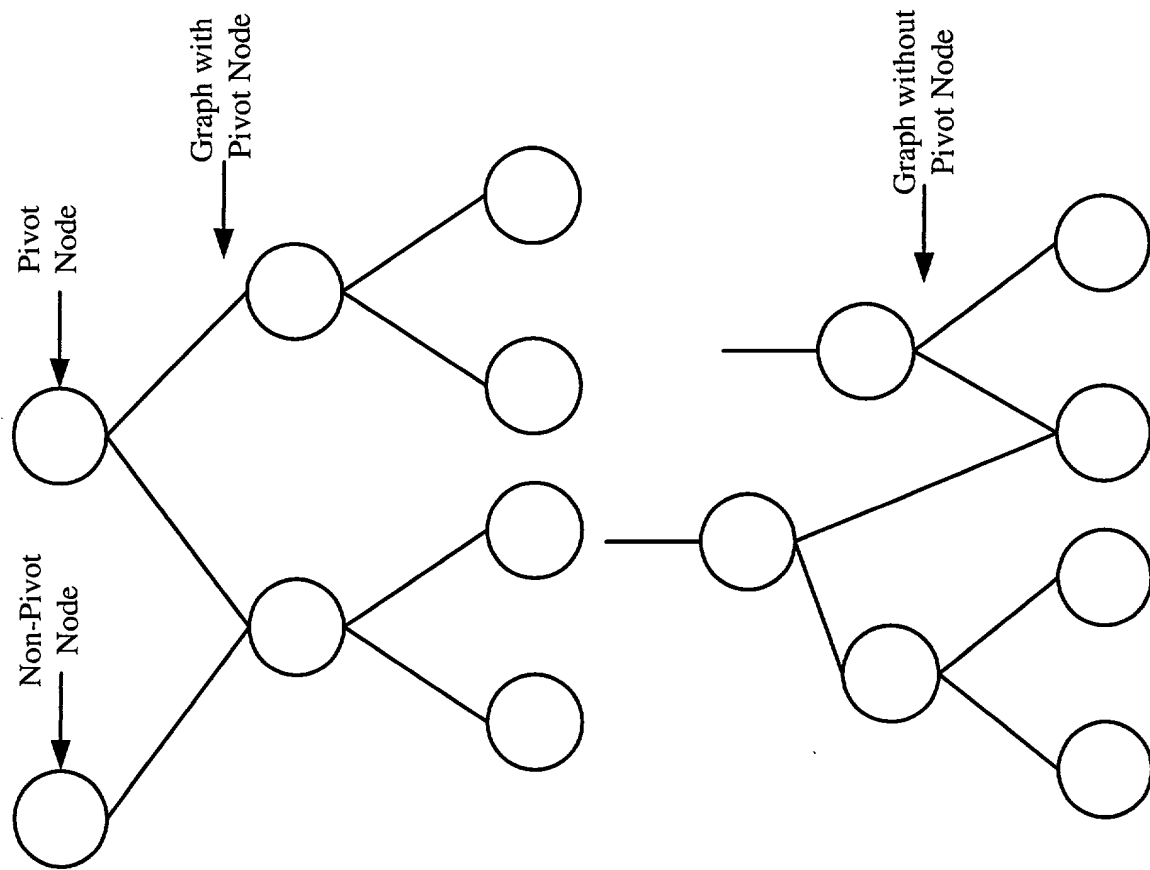 Non-Pivot
Node
Pivot
Node
Graph with
Pivot Node
Graph without
Pivot Node